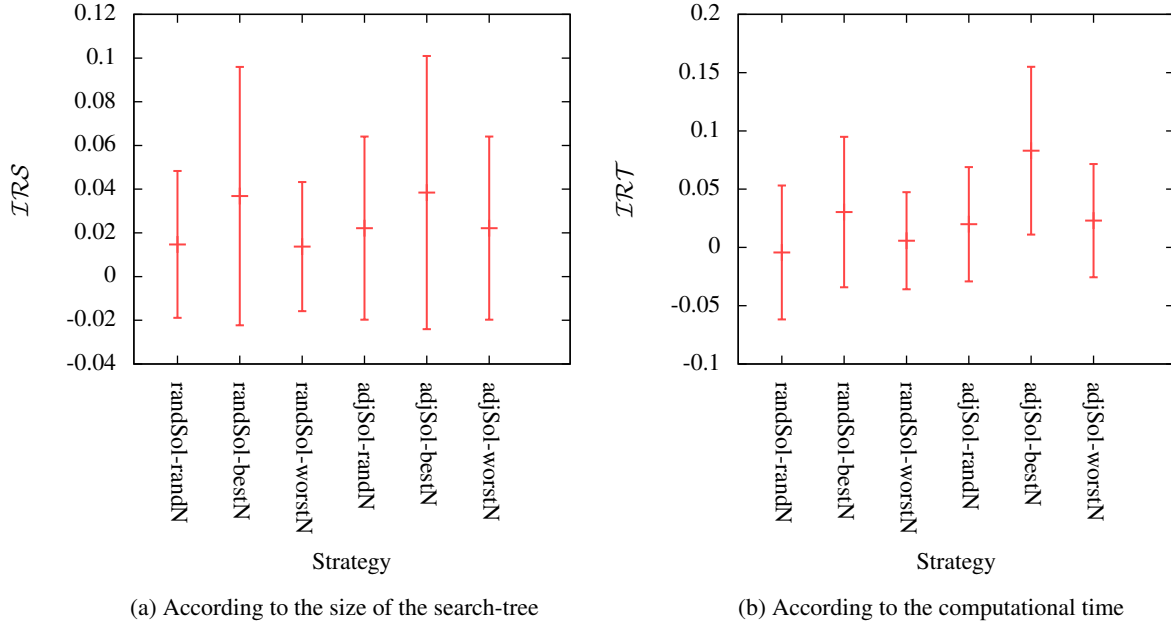 0.12
0.1
0.08
0.06
0.04
0.02
0
-0.02
-0.04
IRS
randSol-randN
randSol-bestN
randSol-worstN
adjSol-randN
adjSol-bestN
adjSol-worstN
Strategy
(a) According to the size of the search-tree
0.2
0.15
0.1
0.05
0
-0.05
-0.1
IRT
randSol-randN
randSol-bestN
randSol-worstN
adjSol-randN
adjSol-bestN
adjSol-worstN
Strategy
(b) According to the computational time